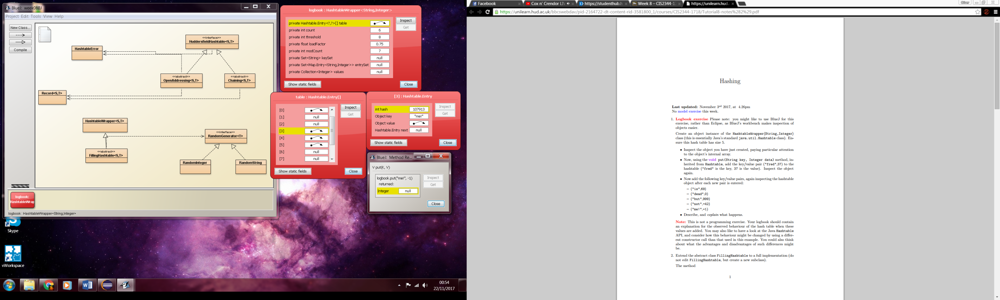 BlueJ: week08BJ
Project Edit Tools View Help
New Class...
Compile
<<interface>>
HuddersfieldHashtable<S,T>
HashtableError
<<abstract>>
OpenAddressing<S,T>
<<abstract>>
Chaining<S,T>
Record<S,T>
HashtableWrapper<S,T>
<<interface>>
RandomGenerator<T>
<<abstract>>
FillingHashtable<S,T>
RandomInteger
RandomString
logbook:
HashtableWrap
logbook : HashtableWrapper<String,Integer>
Skype
vWorkspace
logbook : HashtableWrapper<String,Integer>
private Hashtable.Entry<?,?>[] table
private int count 6
private int threshold 8
private float loadFactor 0.75
private int modCount 7
private Set<String> keySet null
private Set<Map.Entry<String,Integer>> entrySet null
private Collection<Integer> values null
Inspect
Get
Show static fields
Close
table : Hashtable.Entry[]
[0]
[1] null
[2] null
[3]
[4]
[5]
[6] null
[7] null
Inspect
Get
Show static fields
Close
[3] : Hashtable.Entry
int hash 107913
Object key "me!"
Object value
Hashtable.Entry next null
Inspect
Get
Show static fields
Close
BlueJ: Method Re...
V put(K, V)
logbook.put("me!", -1)
returned:
Integer null
Inspect
Get
Close
00:54
22/11/2017
Facebook
Cox n' Crendor LIV
https://studenthub.h
Week 8 – CIS2344-1
https://unilearn.hud.
Oliver
https://unilearn.hud.ac.uk/bbcswebdav/pid-2164722-dt-content-rid-3581800_1/courses/CIS2344-1718/Tutorial8-notes%282%29.pdf
Hashing
Last updated: November 3rd 2017, at 4.26pm
No model exercise this week.
1. Logbook exercise Please note: you might like to use BlueJ for this
exercise, rather than Eclipse, as BlueJ's workbench makes inspection of
objects easier.
Create an object instance of the HashtableWrapper⟨String,Integer⟩
class (this is essentially Java's standard java.util.Hashtable class). En-
sure this hash table has size 5.
• Inspect the object you have just created, paying particular attention
to the object's internal array.
• Now, using the void put(String key, Integer data) method, in-
herited from Hashtable, add the key/value pair ("fred",37) to the
hashtable ("fred" is the key, 37 is the value). Inspect the object
again.
• Now add the following key/value pairs, again inspecting the hashtable
object after each new pair is entered:
– ("is",69)
– ("dead",0)
– ("but",999)
– ("not",-42)
– ("me!",-1)
• Describe, and explain what happens.
Note: This is not a programming exercise. Your logbook should contain
an explanation for the observed behaviour of the hash table when these
values are added. You may also like to have a look at the Java Hashtable
API, and consider how this behaviour might be changed by using a differ-
ent constructor call than that used in this example. You could also think
about what the advantages and disadvantages of such differences might
be.
2. Extend the abstract class FillingHashtable to a full implementation (do
not edit FillingHashtable, but create a new subclass).
The method
1